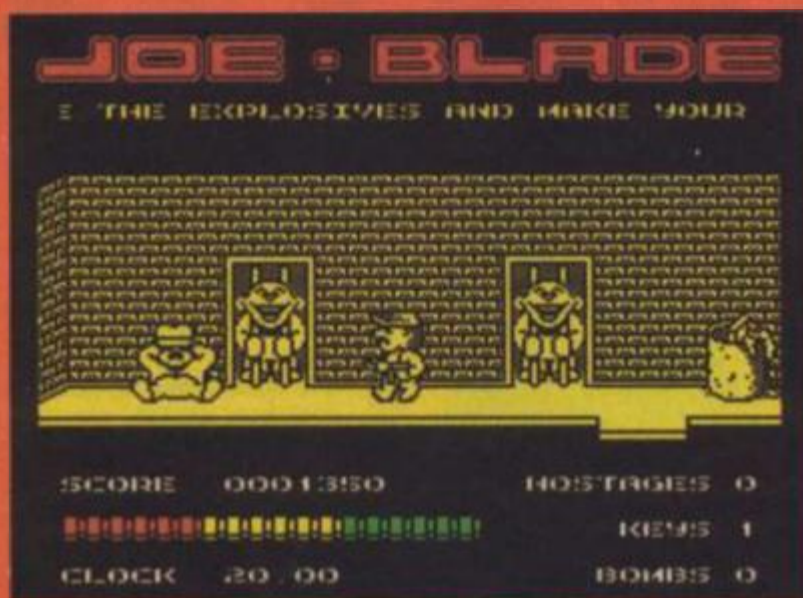 JOE • BLADE
E THE EXPLOSIVES AND MAKE YOUR
SCORE 0001350 HOSTAGES 0
KEYS 1
CLOCK 20.00 BOMBS 0